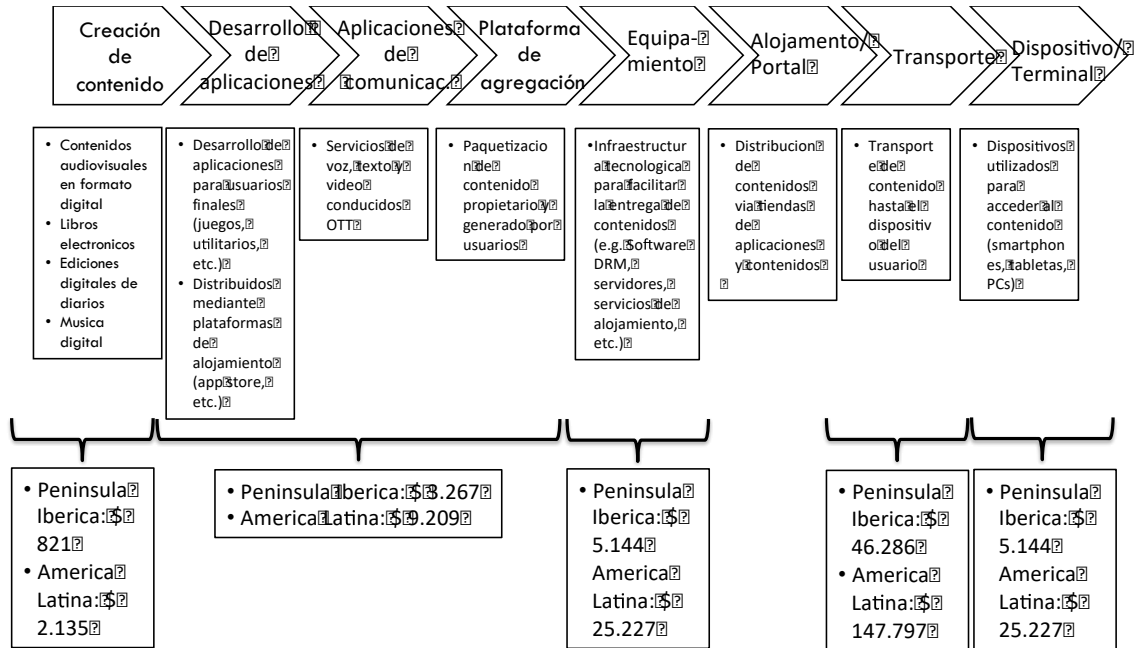 Creación
de
contenido
Desarrollo
de
aplicaciones
Aplicaciones
de
comunicac.
Plataforma
de
agregación
Equipa-
miento
Alojamento/
Portal
Transporte
Dispositivo/
Terminal
• Contenidos
audiovisuales
en formato
digital
• Libros
electronicos
• Ediciones
digitales de
diarios
• Musica
digital
• Desarrollo de
aplicaciones
para usuarios
finales
(juegos,
utilitarios,
etc.)
• Distribuidos
mediante
plataformas
de
alojamiento
(app store,
etc.)
• Servicios de
voz, texto y
video
conducidos
OTT
• Paquetizacio
n de
contenido
propietario y
generado por
usuarios
• Infraestructur
a tecnologica
para facilitar
la entrega de
contenidos
(e.g. Software
DRM,
servidores,
servicios de
alojamiento,
etc.)
• Distribucion
de
contenidos
via tiendas
de
aplicaciones
y contenidos
• Transport
e de
contenido
hasta el
dispositiv
o del
usuario
• Dispositivos
utilizados
para
acceder al
contenido
(smartphon
es, tabletas,
PCs)
• Peninsula
Iberica: $
821
• America
Latina: $
2.135
• Peninsula Iberica: $ 3.267
• America Latina: $ 9.209
• Peninsula
Iberica: $
5.144
America
Latina: $
25.227
• Peninsula
Iberica: $
46.286
• America
Latina: $
147.797
• Peninsula
Iberica: $
5.144
America
Latina: $
25.227